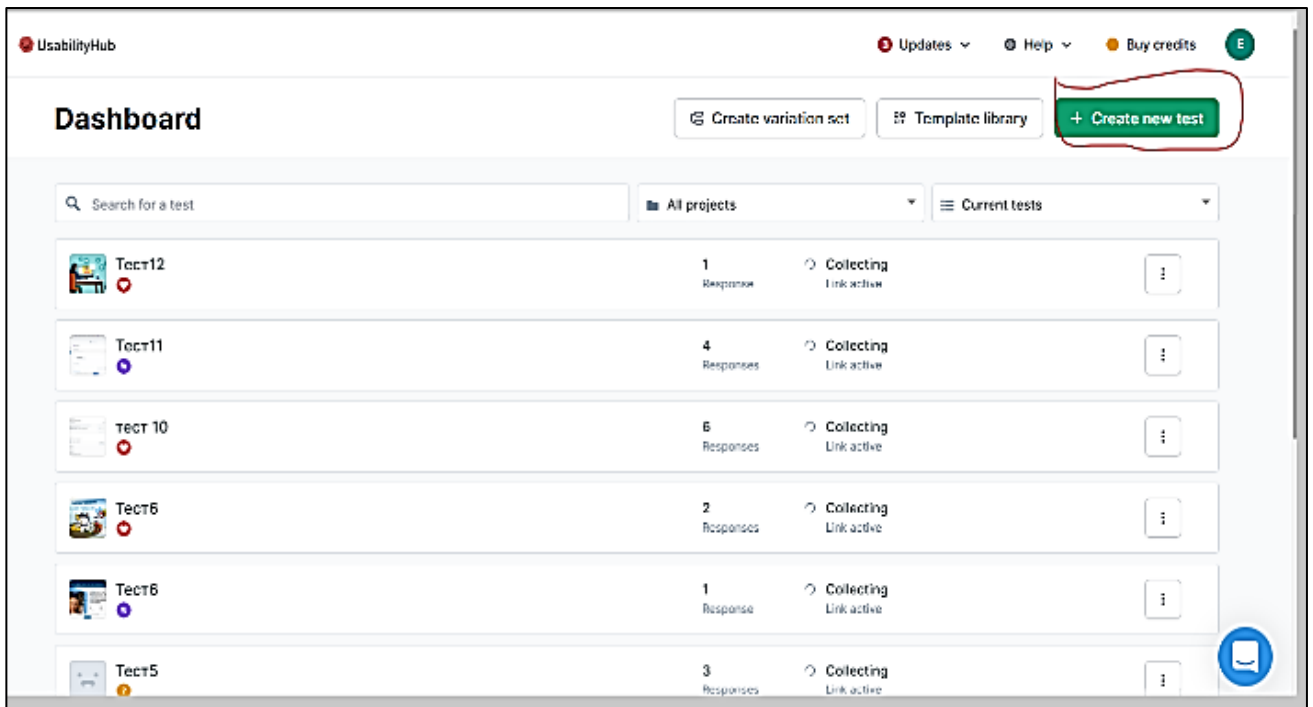 UsabilityHub
3 Updates Help Buy credits E
Dashboard
Create variation set Template library + Create new test
Search for a test All projects Current tests
Тест12 1 Collecting
Response Link active
Тест11 4 Collecting
Responses Link active
тест 10 6 Collecting
Responses Link active
Тест6 2 Collecting
Responses Link active
Тест6 1 Collecting
Response Link active
Тест5 3 Collecting
Responses Link active